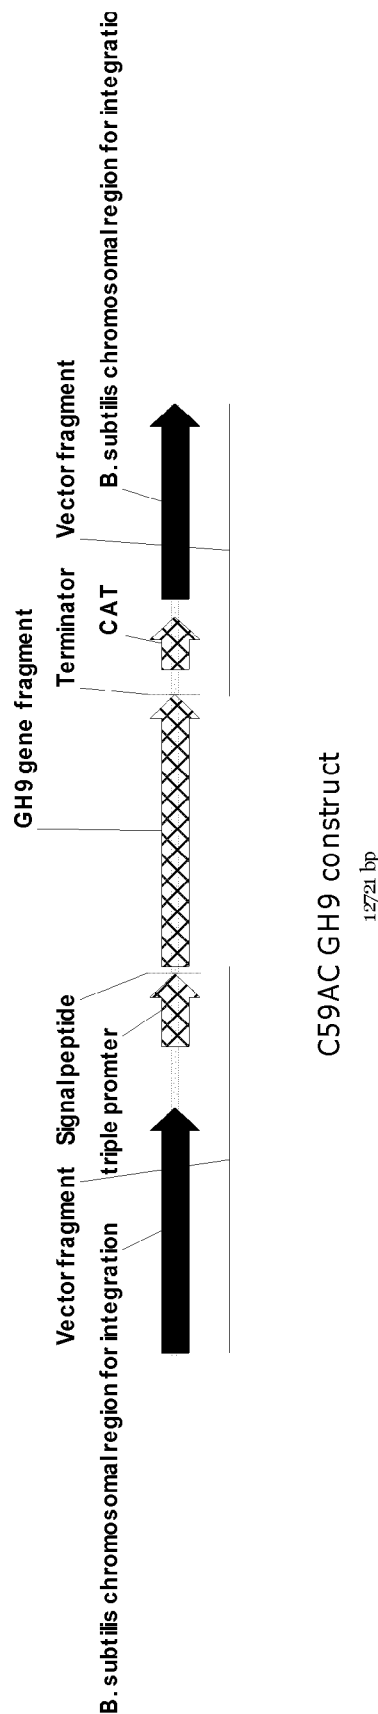 GH9 gene fragment
Vector fragment
Signal peptide
Terminator
Vector fragment
B. subtilis chromosomal region for integration
triple promter
CAT
B. subtilis chromosomal region for integratio
C59AC GH9 construct
12721 bp